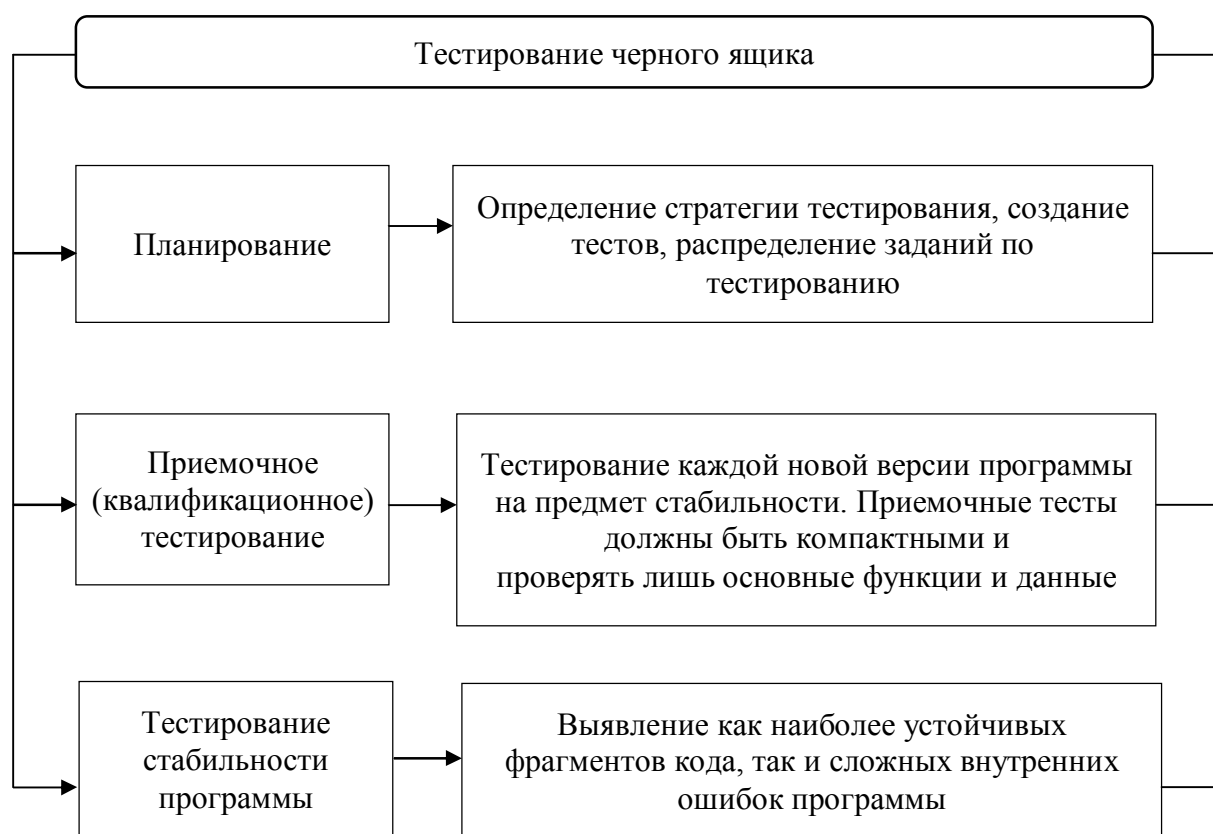 Тестирование черного ящика
Планирование
Определение стратегии тестирования, создание
тестов, распределение заданий по
тестированию
Приемочное
(квалификационное)
тестирование
Тестирование каждой новой версии программы
на предмет стабильности. Приемочные тесты
должны быть компактными и
проверять лишь основные функции и данные
Тестирование
стабильности
программы
Выявление как наиболее устойчивых
фрагментов кода, так и сложных внутренних
ошибок программы